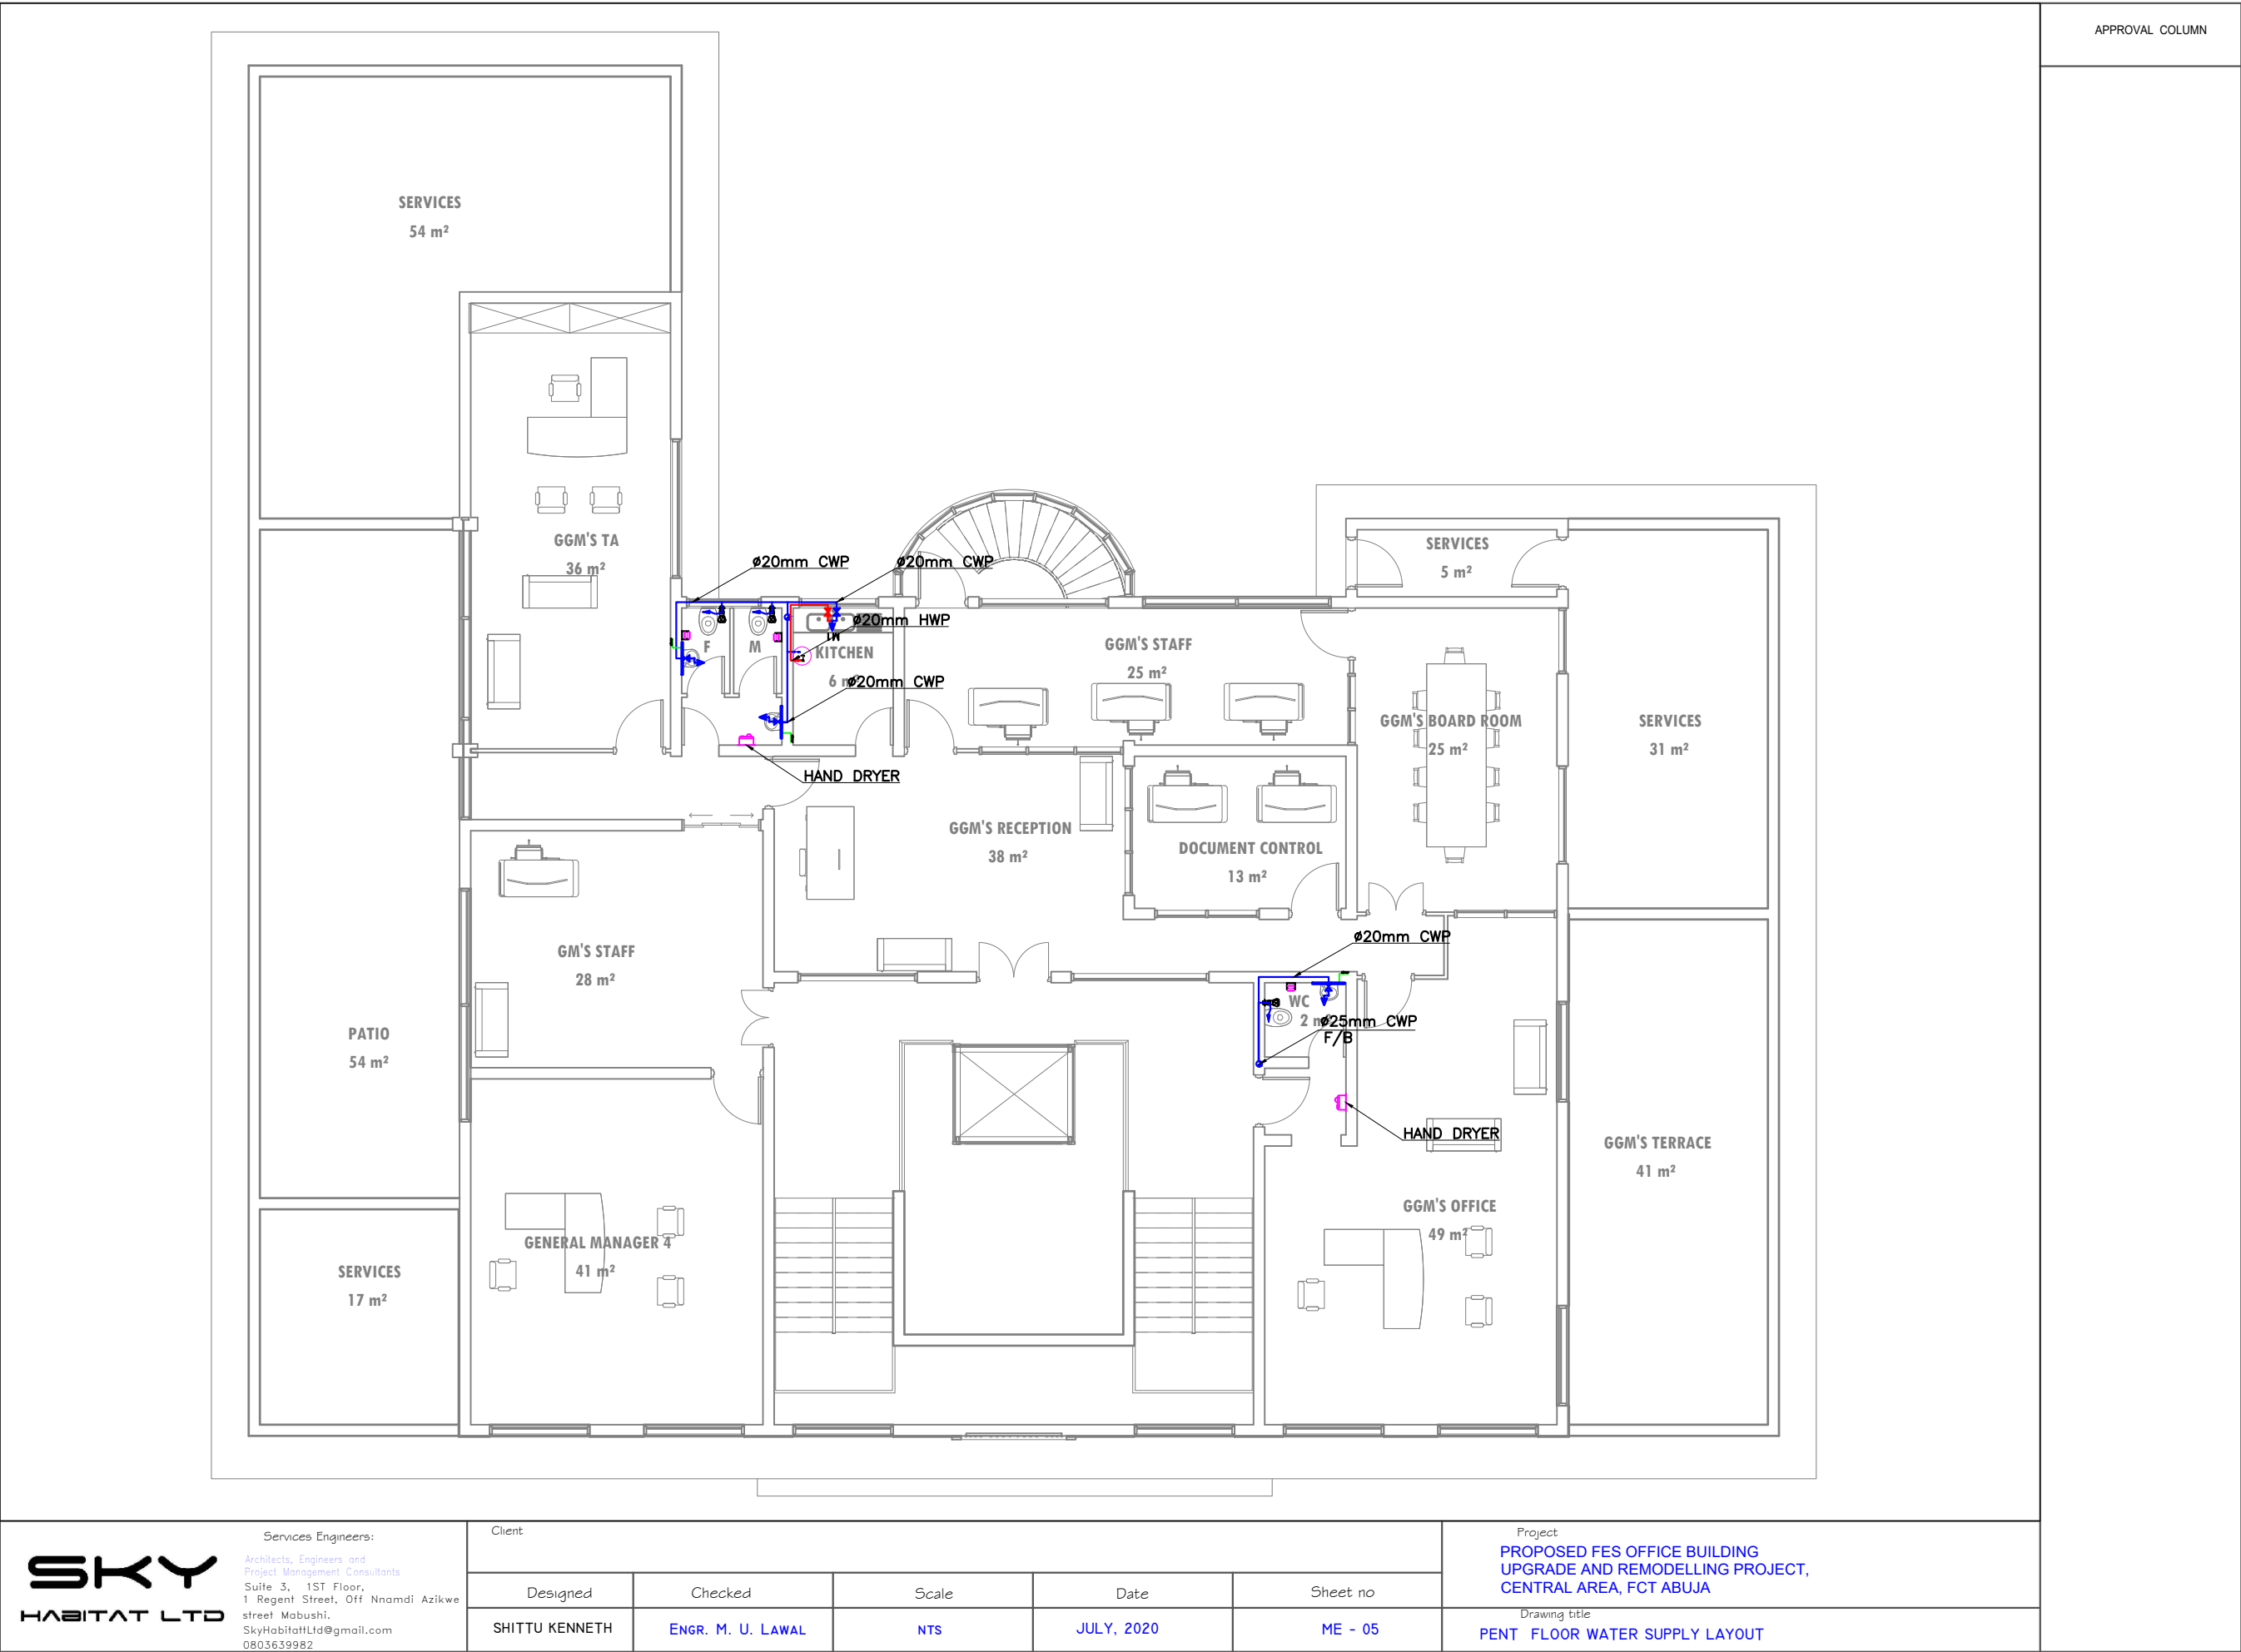 APPROVAL COLUMN
SERVICES
54 m²
GGM'S TA
36 m²
ø20mm CWP
ø20mm CWP
ø20mm HWP
F
M
KITCHEN
ø20mm CWP
HAND DRYER
GGM'S STAFF
25 m²
SERVICES
5 m²
GGM'S BOARD ROOM
25 m²
SERVICES
31 m²
GGM'S RECEPTION
38 m²
DOCUMENT CONTROL
13 m²
GM'S STAFF
28 m²
ø20mm CWP
WC
ø25mm CWP
F/B
PATIO
54 m²
HAND DRYER
GGM'S TERRACE
41 m²
GGM'S OFFICE
49 m²
GENERAL MANAGER 4
41 m²
SERVICES
17 m²
SKY
HABITAT LTD
Services Engineers:
Architects, Engineers and
Project Management Consultants
Suite 3, 1ST Floor,
1 Regent Street, Off Nnamdi Azikwe
street Mabushi.
SkyHabitattLtd@gmail.com
0803639982
Client
Designed
SHITTU KENNETH
Checked
ENGR. M. U. LAWAL
Scale
NTS
Date
JULY, 2020
Sheet no
ME - 05
Project
PROPOSED FES OFFICE BUILDING
UPGRADE AND REMODELLING PROJECT,
CENTRAL AREA, FCT ABUJA
Drawing title
PENT FLOOR WATER SUPPLY LAYOUT